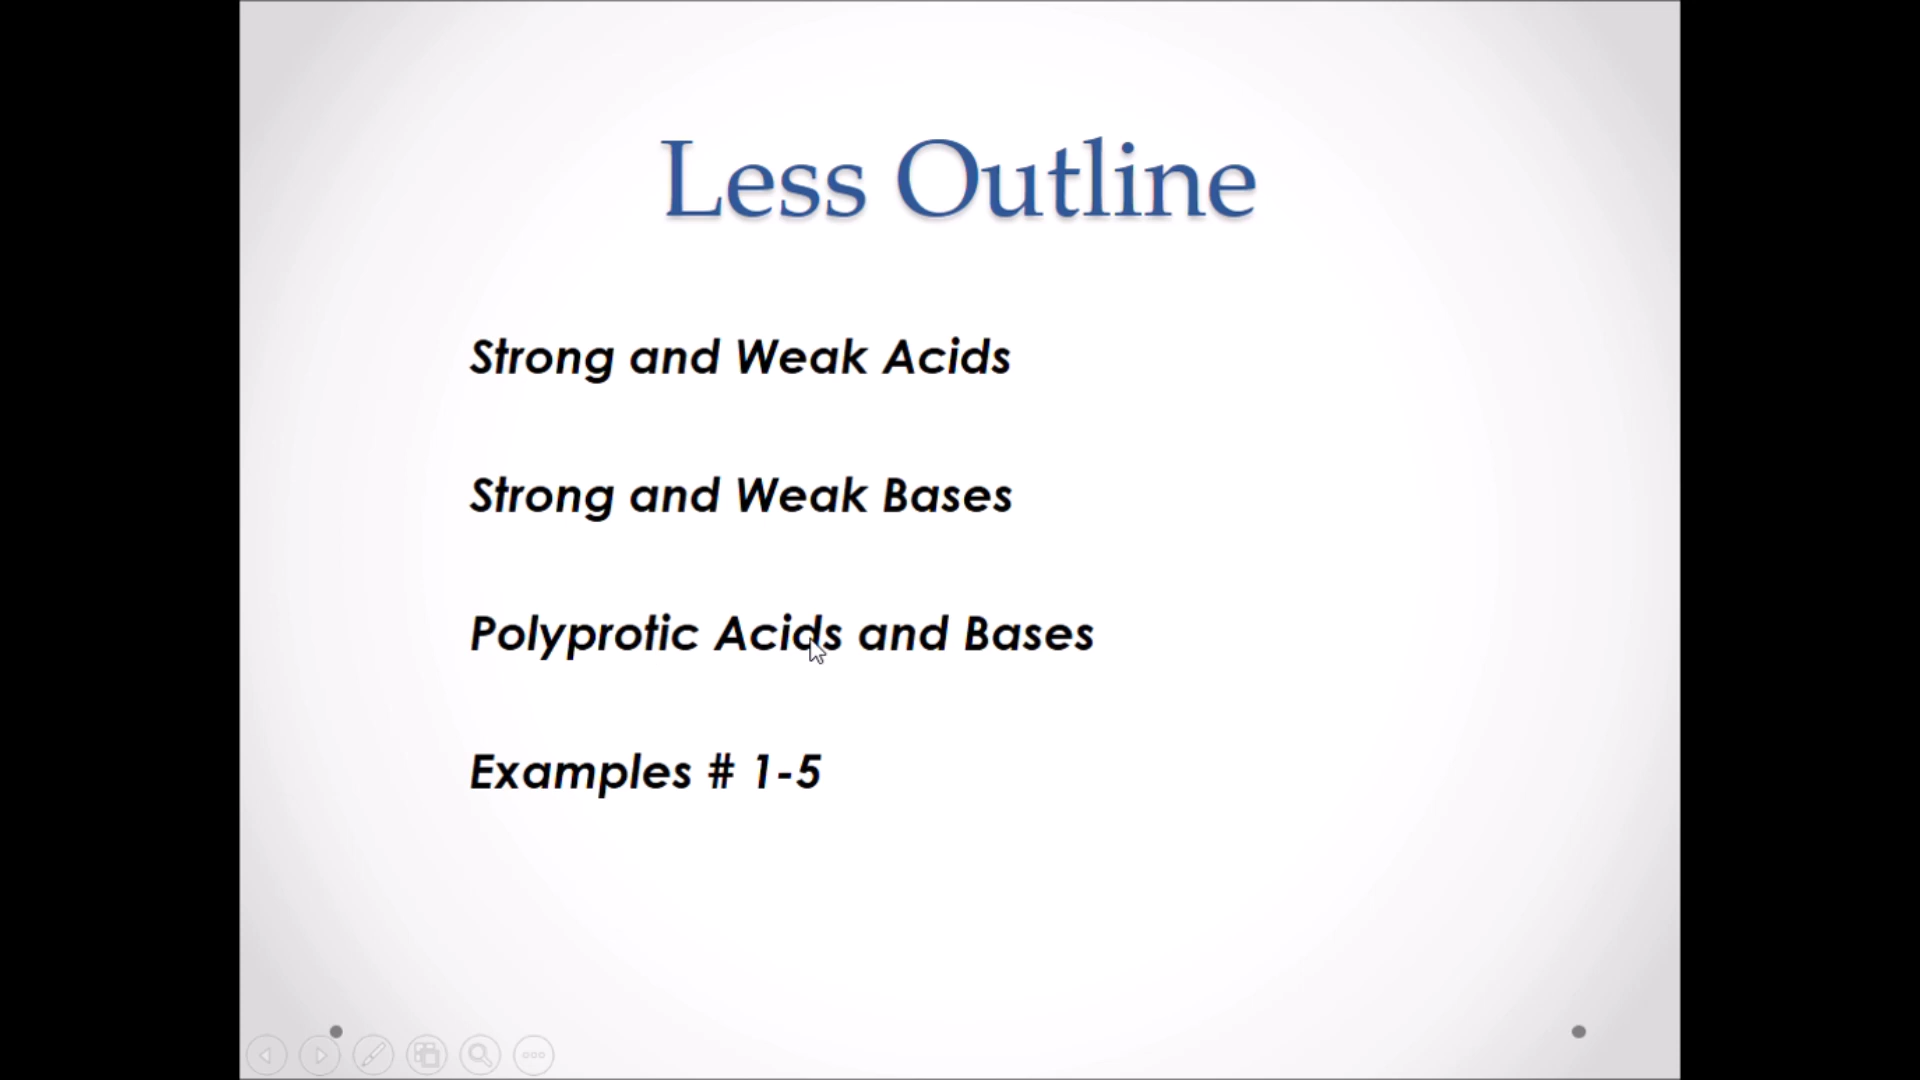 Less Outline
Strong and Weak Acids
Strong and Weak Bases
Polyprotic Acids and Bases
Examples # 1-5